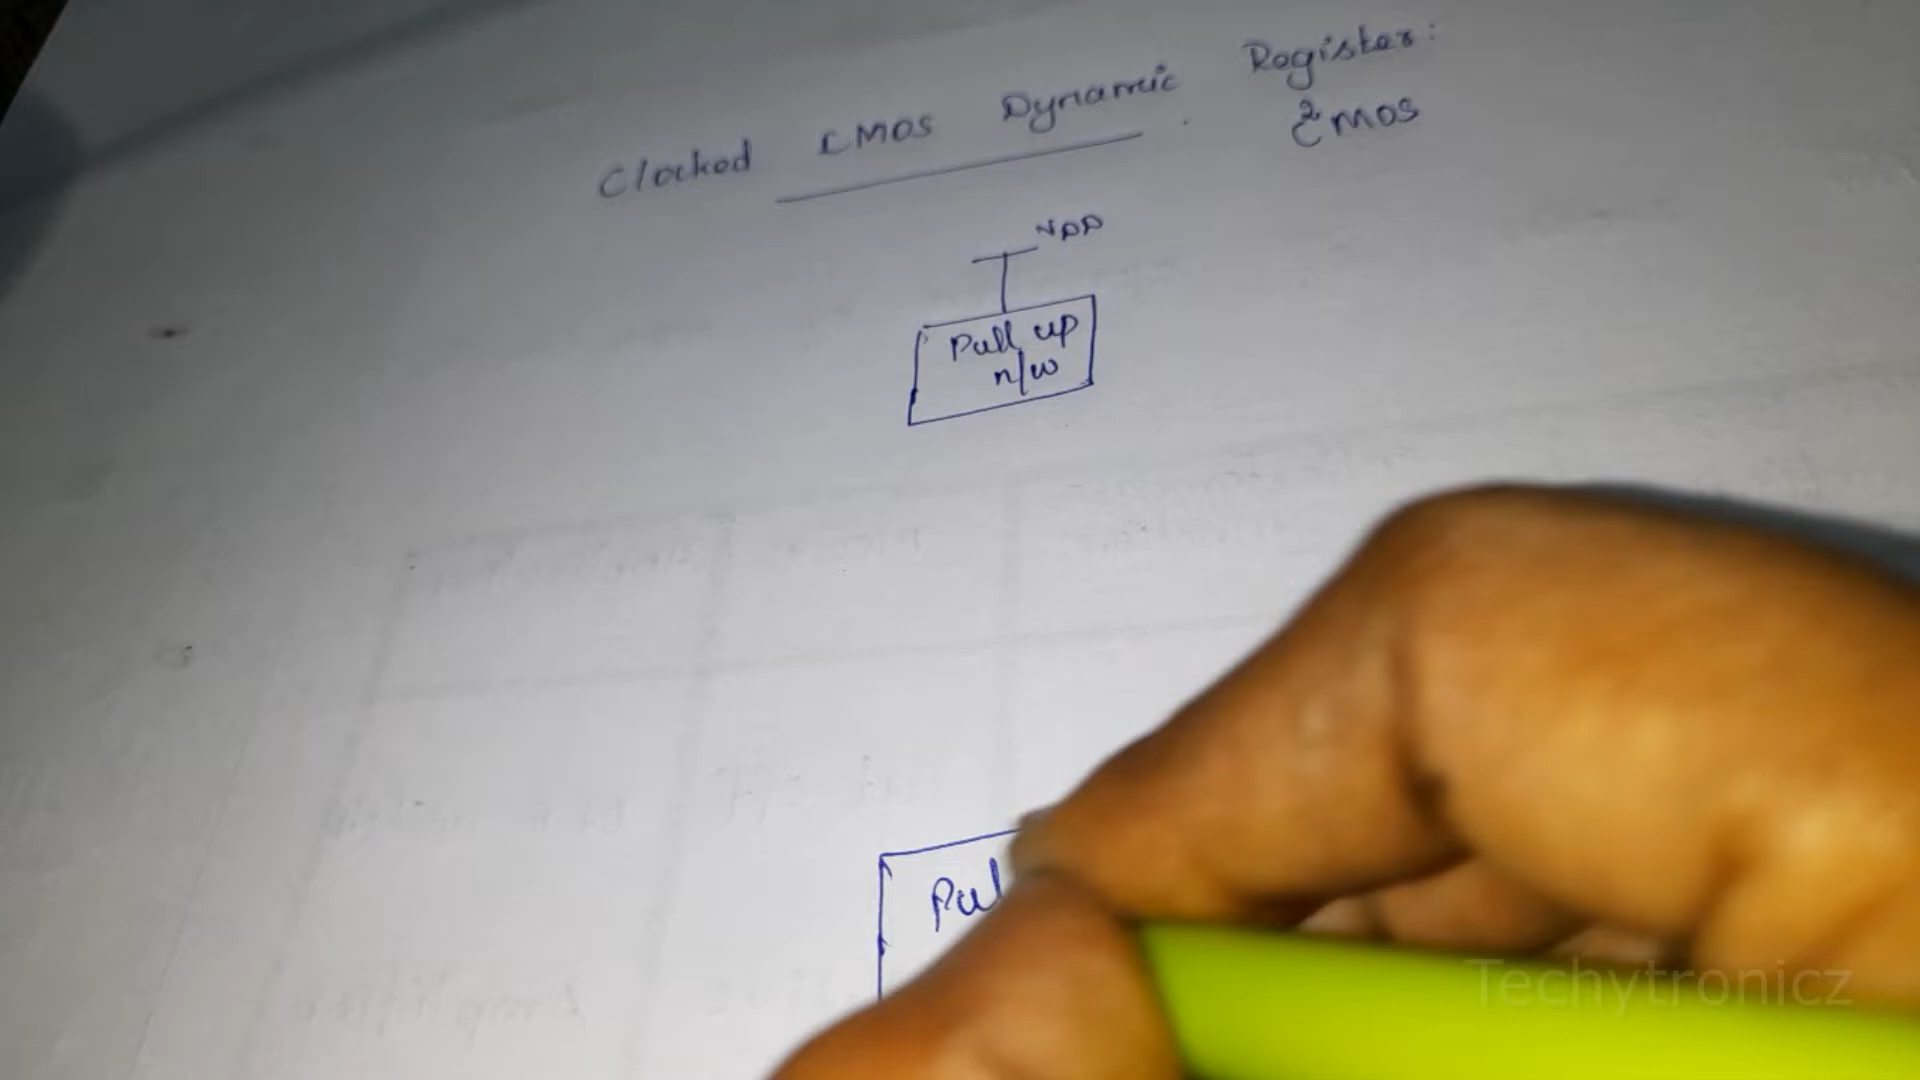 Clocked CMOS Dynamic Register:
C²MOS
VDD
Pull up
n/w
Pul
Techytronicz